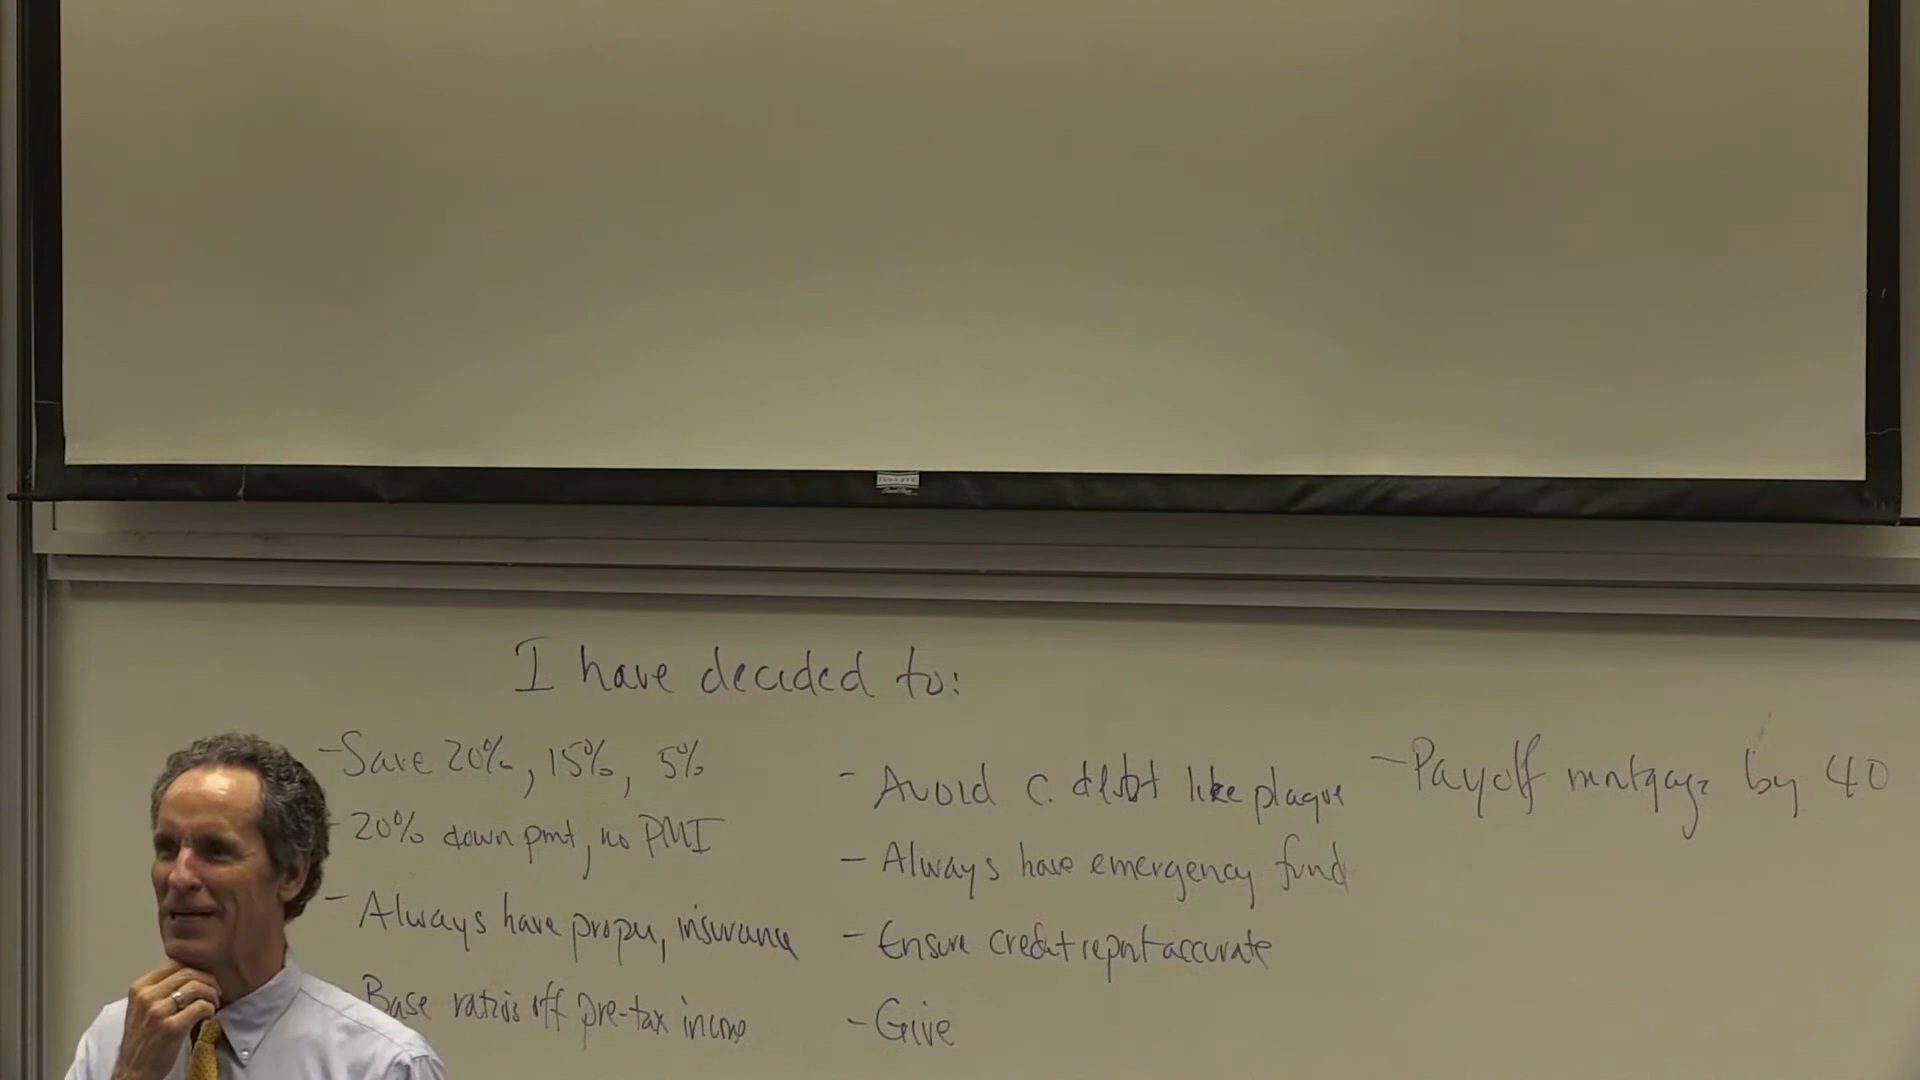 I have decided to:
-Save 20%, 15%, 5%
-20% down pmt, no PMI
- Always have proper, insurance
Base ratios off pre-tax income
- Avoid c. debt like plague
- Always have emergency fund
- Ensure credit report accurate
-Give
-Payoff mortgage by 40